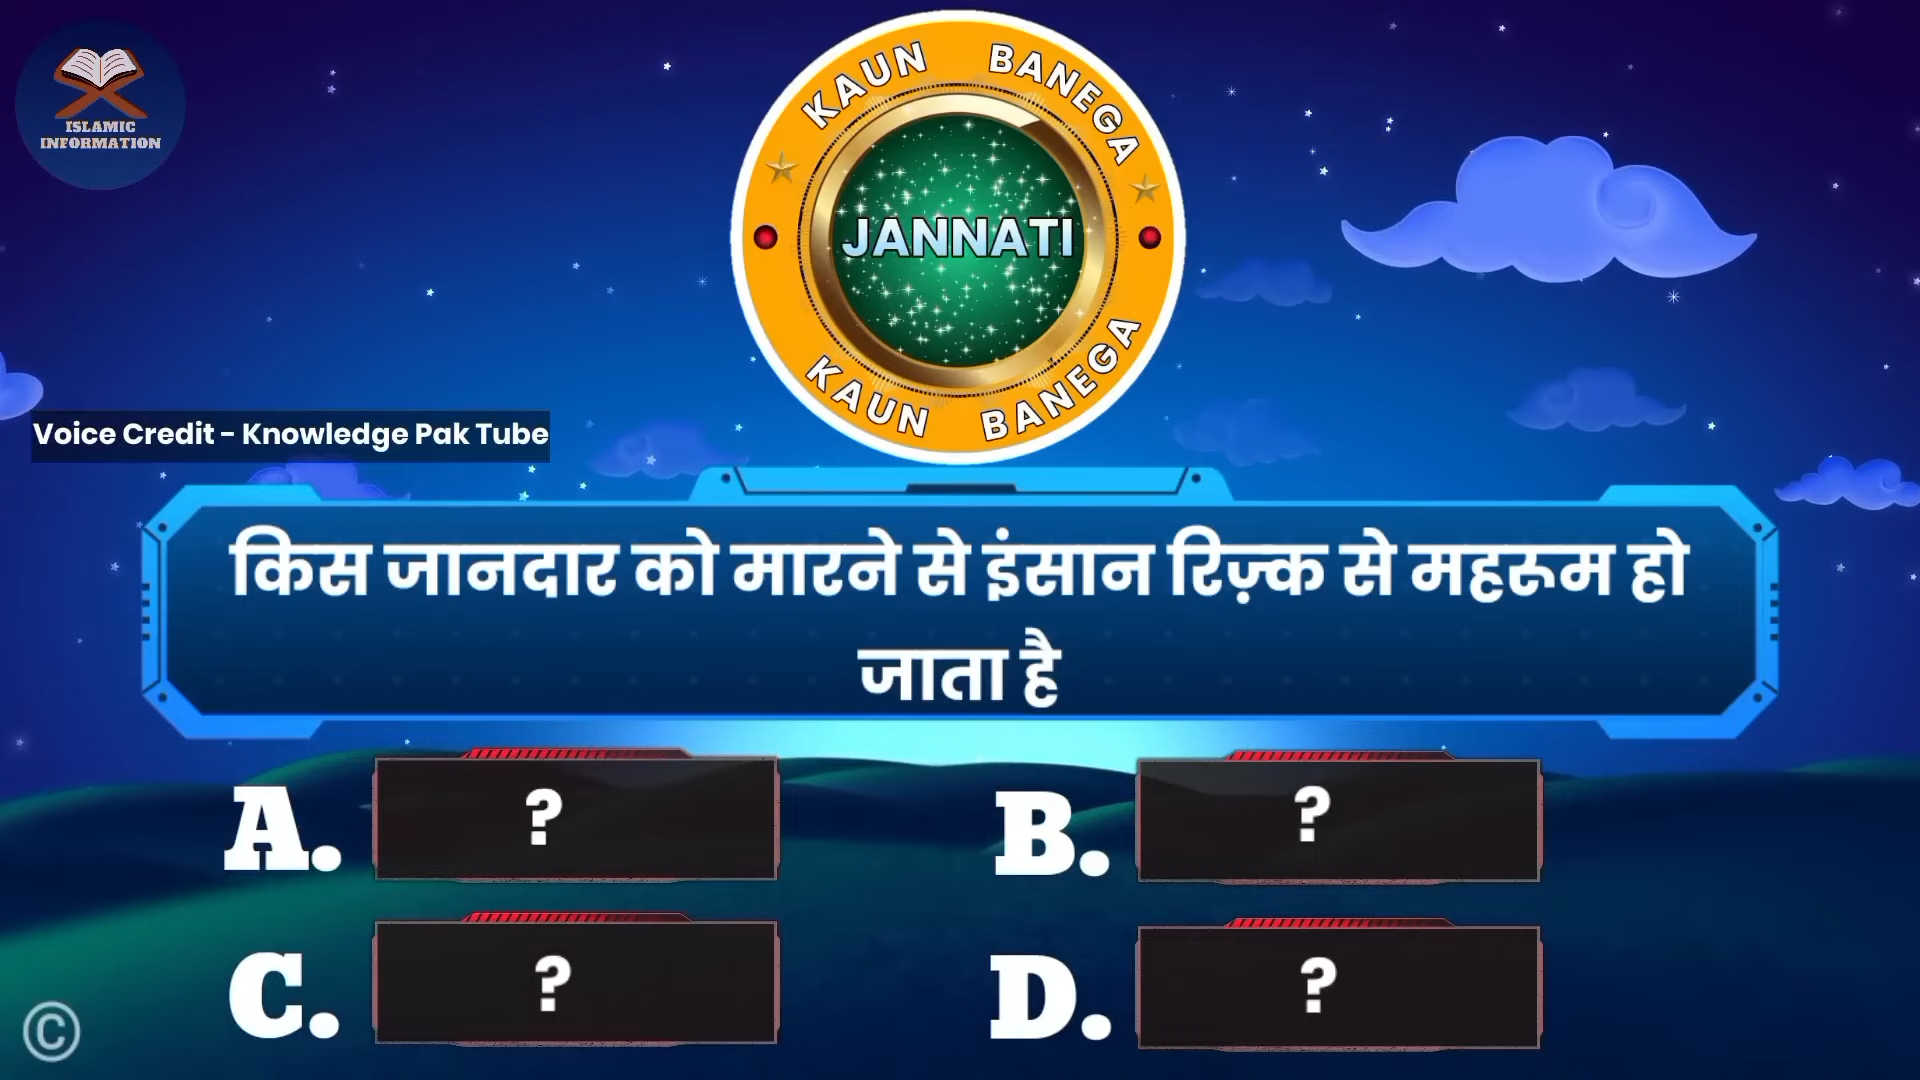 ISLAMIC
INFORMATION
KAUN BANEGA
JANNATI
KAUN BANEGA
Voice Credit - Knowledge Pak Tube
किस जानदार को मारने से इंसान रिज़्क से महरूम हो
जाता है
A. ?
B. ?
C. ?
D. ?
©